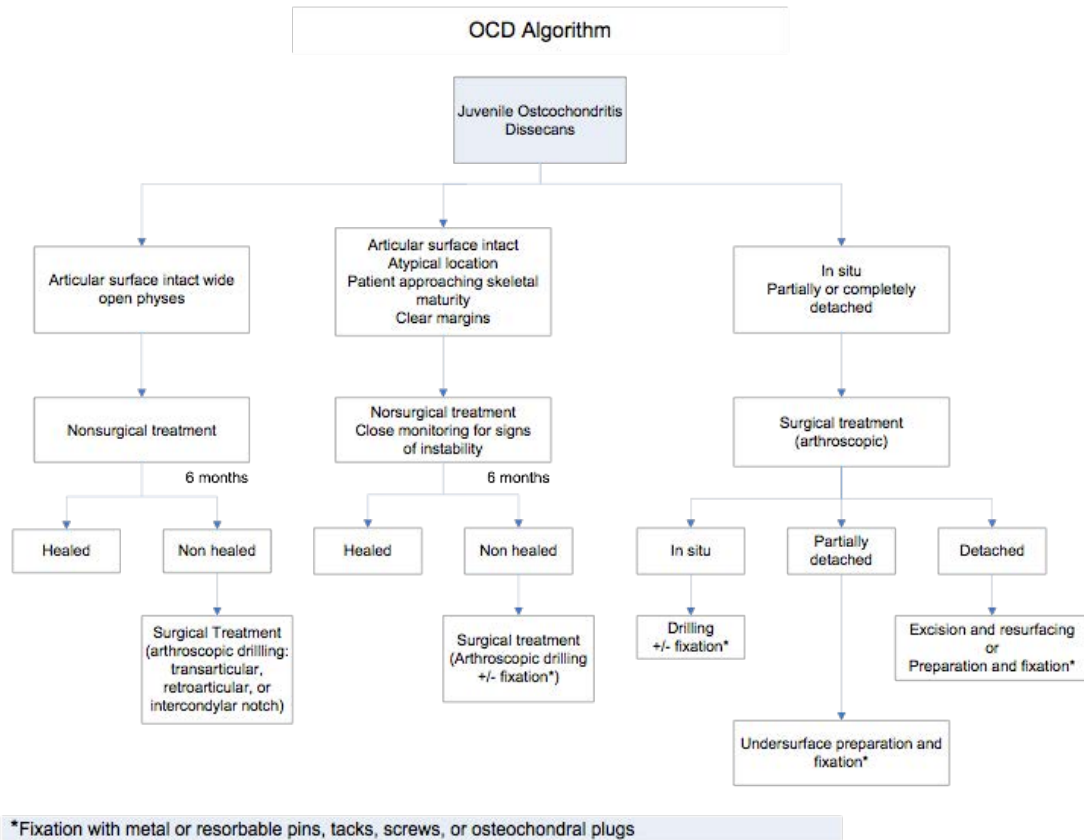 OCD Algorithm
Juvenile Ostcochondritis
Dissecans
Articular surface intact wide
open physes
Articular surface intact
Atypical location
Patient approaching skeletal
maturity
Clear margins
In situ
Partially or completely
detached
Nonsurgical treatment
Norsurgical treatment
Close monitoring for signs
of instability
Surgical treatment
(arthroscopic)
6 months
6 months
Healed
Non healed
Healed
Non healed
In situ
Partially
detached
Detached
Surgical Treatment
(arthroscopic drillling:
transarticular,
retroarticular, or
intercondylar notch)
Surgical treatment
(Arthroscopic drilling
+/- fixation*)
Drilling
+/- fixation*
Excision and resurfacing
or
Preparation and fixation*
Undersurface preparation and
fixation*
*Fixation with metal or resorbable pins, tacks, screws, or osteochondral plugs